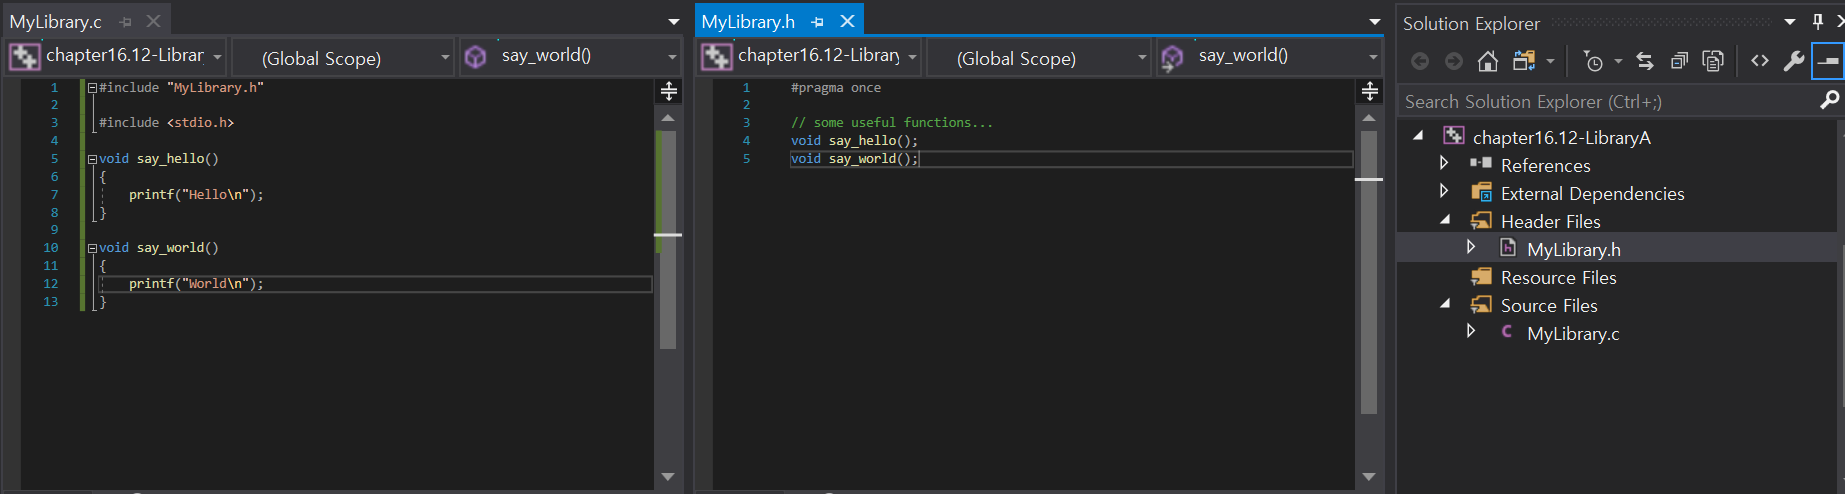 MyLibrary.c
chapter16.12-Librar
(Global Scope)
say_world()
1 #include "MyLibrary.h"
2
3 #include <stdio.h>
4
5 void say_hello()
6 {
7 printf("Hello\n");
8 }
9
10 void say_world()
11 {
12 printf("World\n");
13 }
MyLibrary.h
chapter16.12-Library
(Global Scope)
say_world()
1 #pragma once
2
3 // some useful functions...
4 void say_hello();
5 void say_world();
Solution Explorer
Search Solution Explorer (Ctrl+;)
chapter16.12-LibraryA
References
External Dependencies
Header Files
MyLibrary.h
Resource Files
Source Files
MyLibrary.c